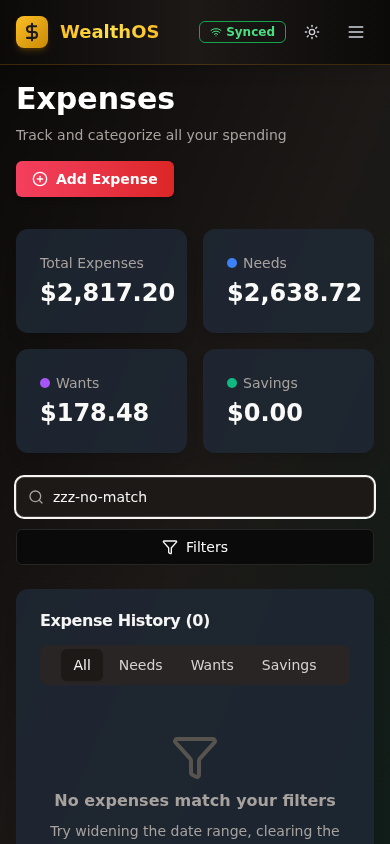 $ WealthOS
Synced
Expenses
Track and categorize all your spending
Add Expense
Total Expenses
$2,817.20
Needs
$2,638.72
Wants
$178.48
Savings
$0.00
zzz-no-match
Filters
Expense History (0)
All Needs Wants Savings
No expenses match your filters
Try widening the date range, clearing the